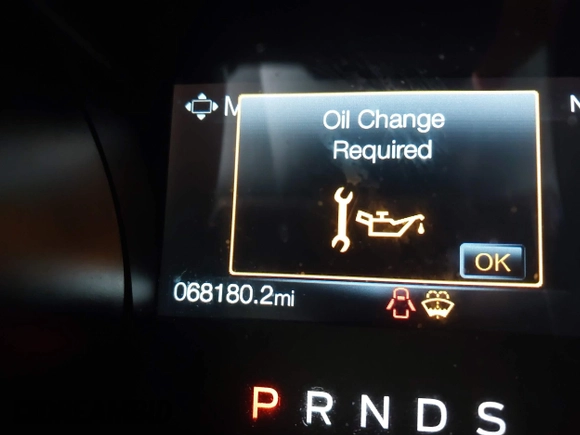 M
Oil Change
Required
OK
068180.2mi
P R N D S